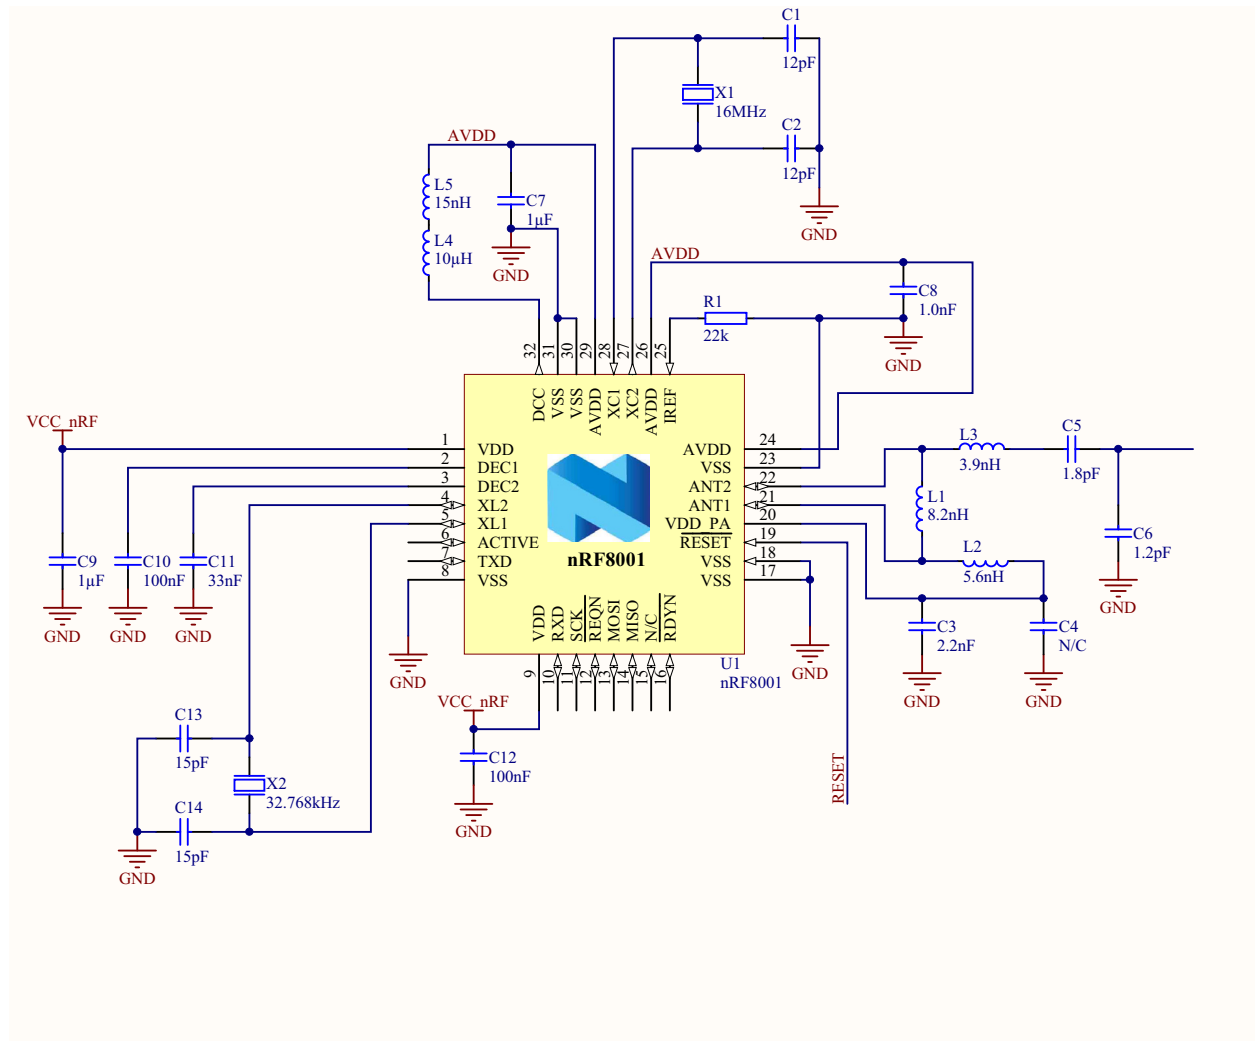 C1
12pF
X1
16MHz
C2
12pF
GND
AVDD
L5
15nH
C7
1µF
L4
10µH
GND
AVDD
C8
1.0nF
R1
22k
GND
32
31
30
29
28
27
26
25
DCC
VSS
VSS
AVDD
XC1
XC2
AVDD
IREF
VCC_nRF
1
VDD
2
DEC1
3
DEC2
4
XL2
5
XL1
6
ACTIVE
7
TXD
8
VSS
AVDD
24
VSS
23
ANT2
22
ANT1
21
VDD_PA
20
RESET
19
VSS
18
VSS
17
nRF8001
L3
3.9nH
C5
1.8pF
L1
8.2nH
C6
1.2pF
GND
L2
5.6nH
C9
1µF
GND
C10
100nF
GND
C11
33nF
GND
C3
2.2nF
GND
C4
N/C
GND
GND
GND
VDD
RXD
SCK
REQN
MOSI
MISO
N/C
RDYN
9
10
11
12
13
14
15
16
U1
nRF8001
VCC_nRF
C12
100nF
GND
RESET
C13
15pF
X2
32.768kHz
C14
15pF
GND